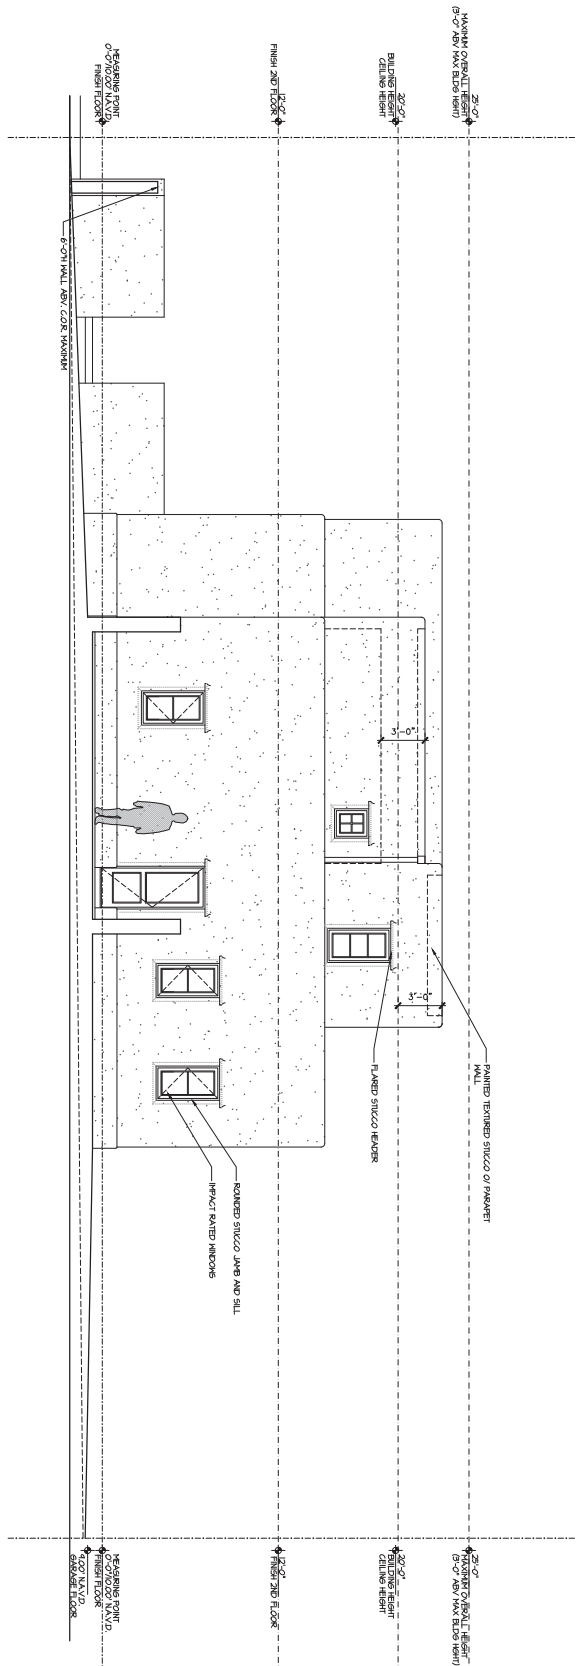 25'-0"
MAXIMUM OVERALL HEIGHT
(3'-0" ABV MAX BLDG HGHT)
20'-0"
BUILDING HEIGHT
CEILING HEIGHT
12'-0"
FINISH 2ND FLOOR
MEASURING POINT
0'-0"/10.00' N.A.V.D.
FINISH FLOOR
6'-0"H WALL ABV. C.O.R. MAXIMUM
3'-0"
3'-0"
PAINTED TEXTURED STUCCO O/ PARAPET
WALL
FLARED STUCCO HEADER
ROUNDED STUCCO JAMB AND SILL
IMPACT RATED WINDOWS
25'-0"
MAXIMUM OVERALL HEIGHT
(3'-0" ABV MAX BLDG HGHT)
20'-0"
BUILDING HEIGHT
CEILING HEIGHT
12'-0"
FINISH 2ND FLOOR
MEASURING POINT
0'-0"/10.00' N.A.V.D.
FINISH FLOOR
9.00' N.A.V.D.
GARAGE FLOOR